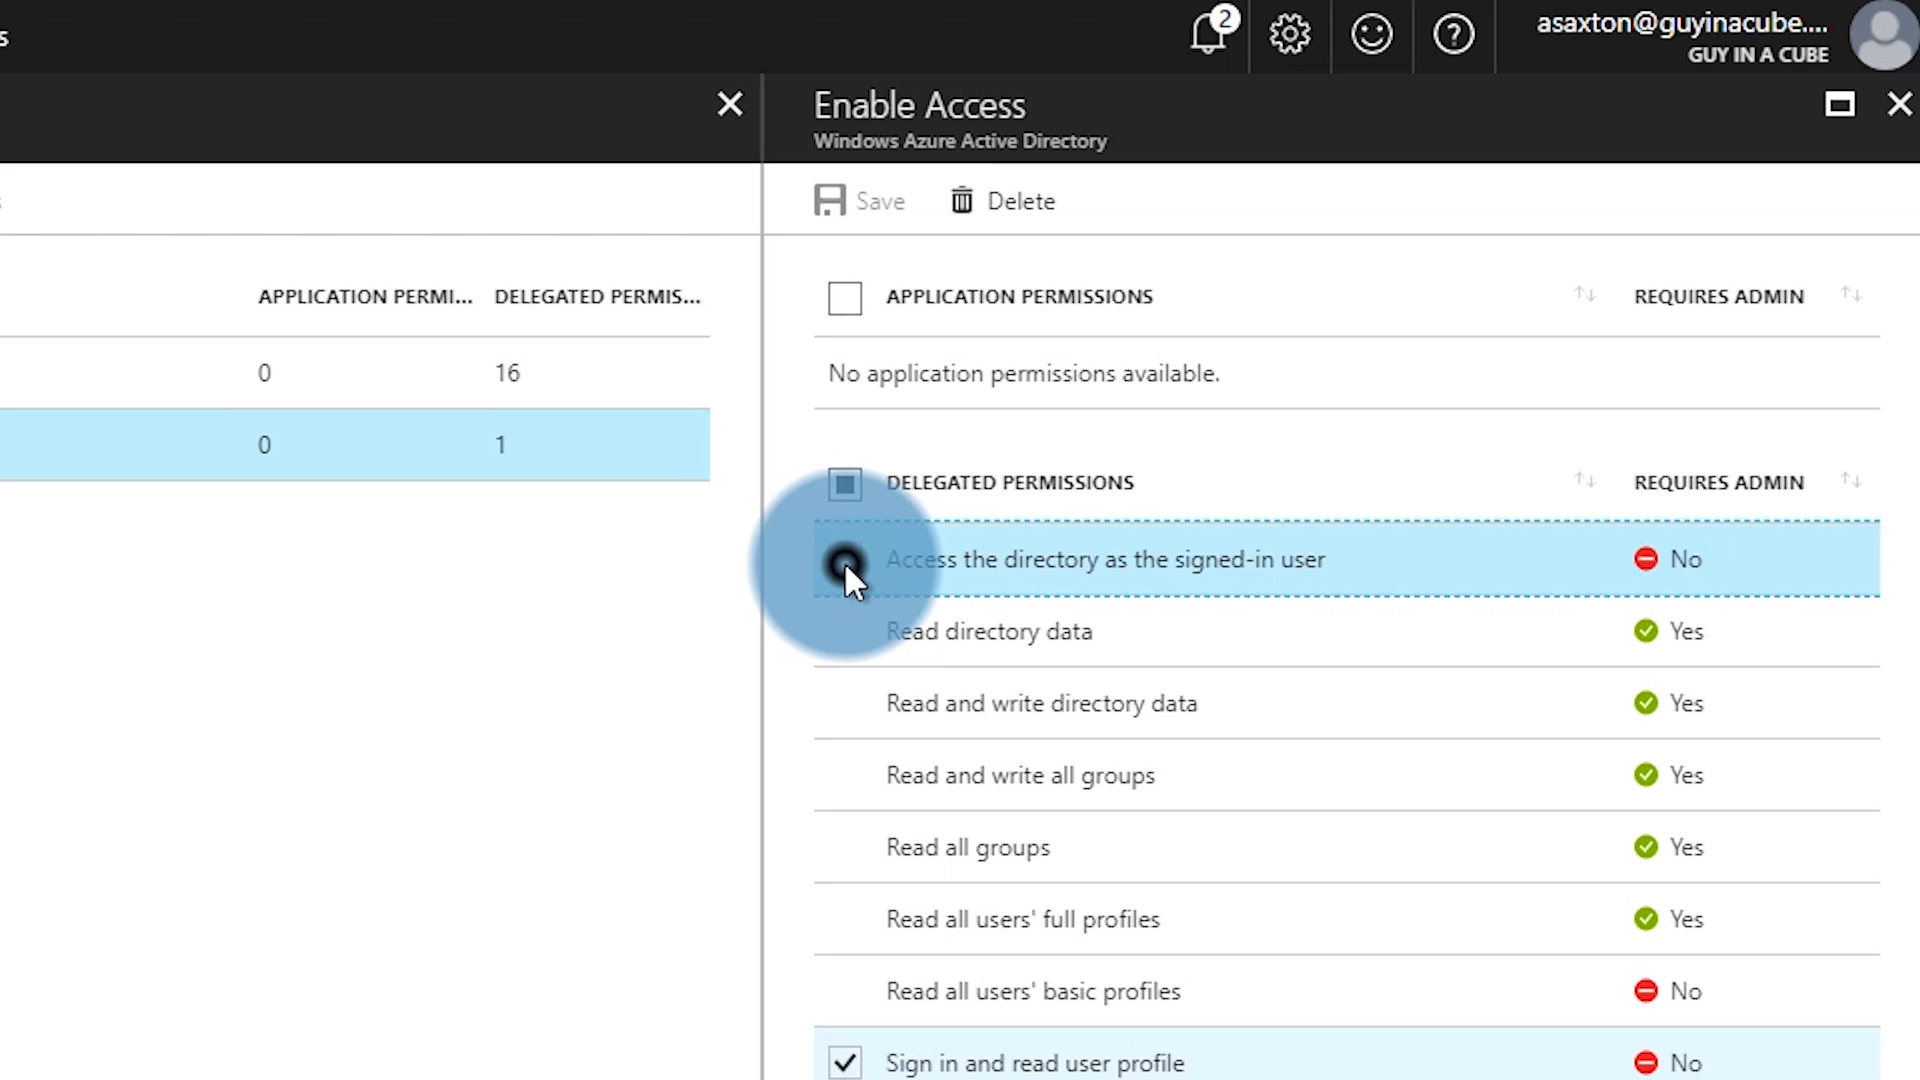 s
2
asaxton@guyinacube....
GUY IN A CUBE
Enable Access
Windows Azure Active Directory
Save
Delete
APPLICATION PERMI...
DELEGATED PERMIS...
0
16
0
1
APPLICATION PERMISSIONS
REQUIRES ADMIN
No application permissions available.
DELEGATED PERMISSIONS
REQUIRES ADMIN
Access the directory as the signed-in user
No
Read directory data
Yes
Read and write directory data
Yes
Read and write all groups
Yes
Read all groups
Yes
Read all users' full profiles
Yes
Read all users' basic profiles
No
Sign in and read user profile
No